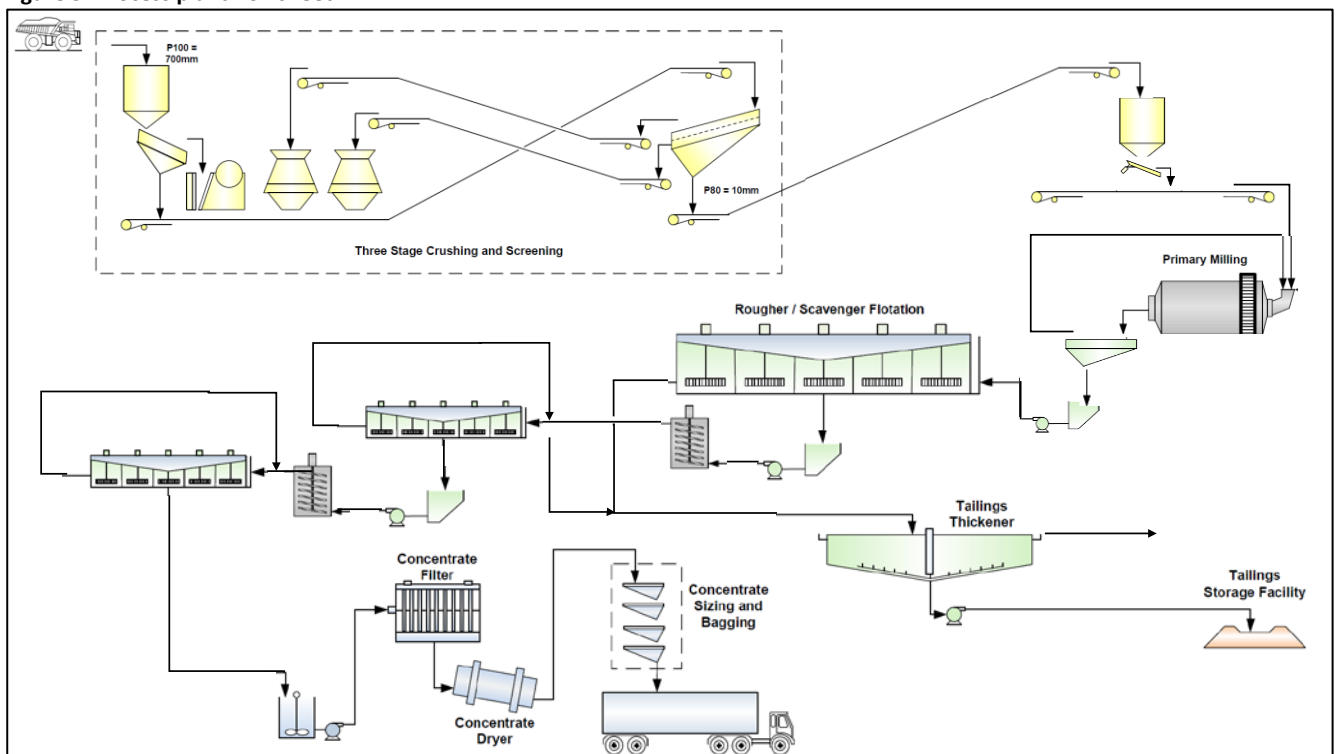 P100 =
700mm
P80 = 10mm
Three Stage Crushing and Screening
Primary Milling
Rougher / Scavenger Flotation
Tailings
Thickener
Tailings
Storage Facility
Concentrate
Filter
Concentrate
Sizing and
Bagging
Concentrate
Dryer